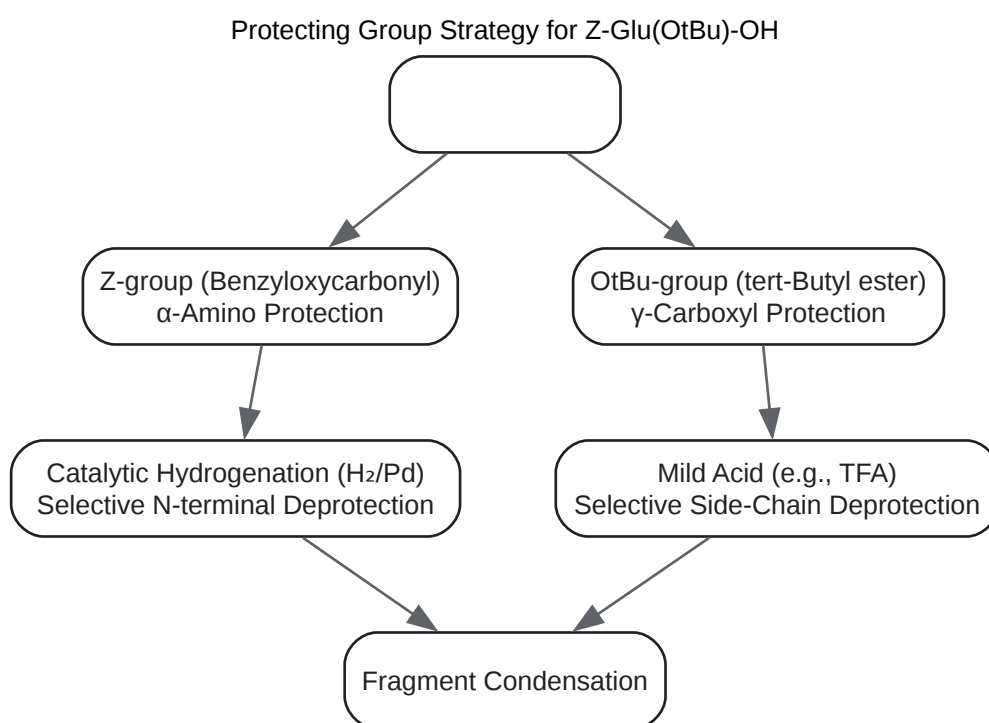 Protecting Group Strategy for Z-Glu(OtBu)-OH
Z-group (Benzyloxycarbonyl)
α-Amino Protection
OtBu-group (tert-Butyl ester)
γ-Carboxyl Protection
Catalytic Hydrogenation (H₂/Pd)
Selective N-terminal Deprotection
Mild Acid (e.g., TFA)
Selective Side-Chain Deprotection
Fragment Condensation